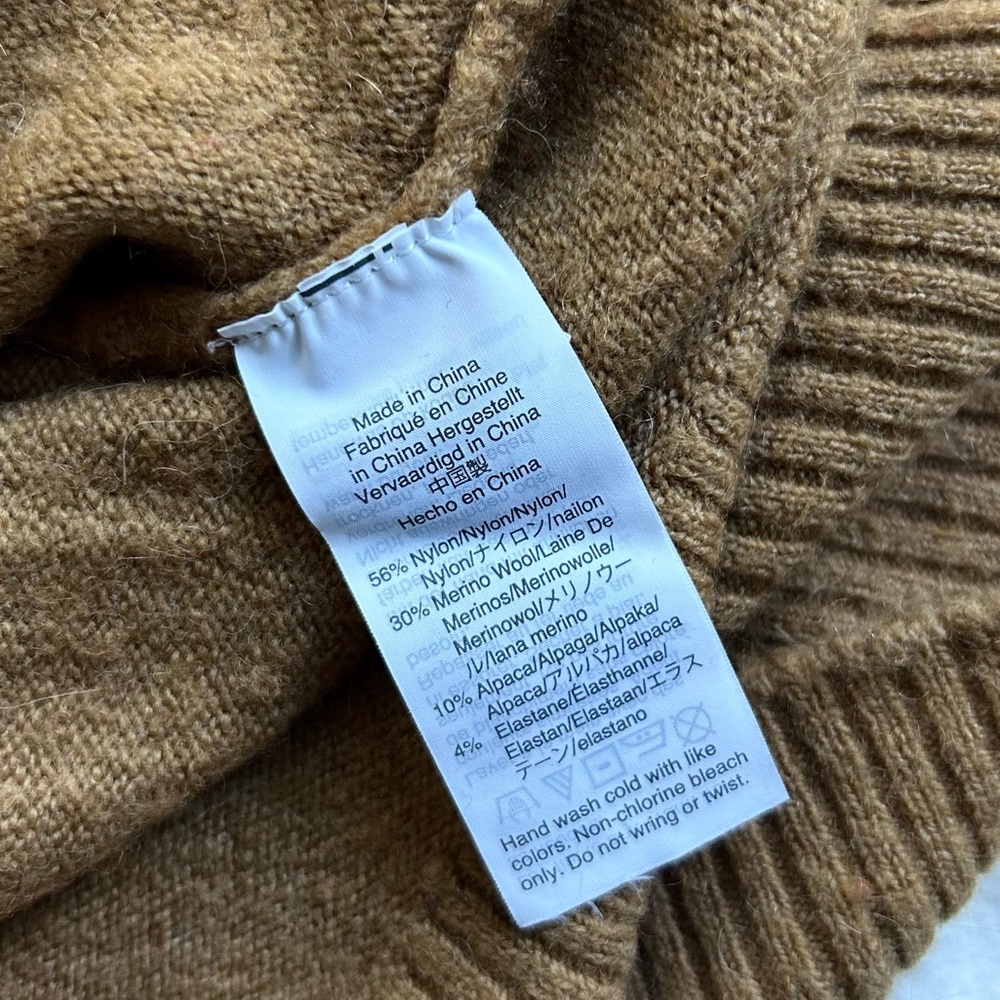 Made in China
Fabriqué en Chine
in China Hergestellt
Vervaardigd in China
中国製
Hecho en China
56% Nylon/Nylon/Nylon/
Nylon/ナイロン/nailon
30% Merino Wool/Laine De
Merinos/Merinowolle/
Merinowol/メリノウー
ル/lana merino
10% Alpaca/Alpaga/Alpaka/
Alpaca/アルパカ/alpaca
4% Elastane/Élasthanne/
Elastan/Elastaan/エラス
テーン/elastano
Hand wash cold with like
colors. Non-chlorine bleach
only. Do not wring or twist.